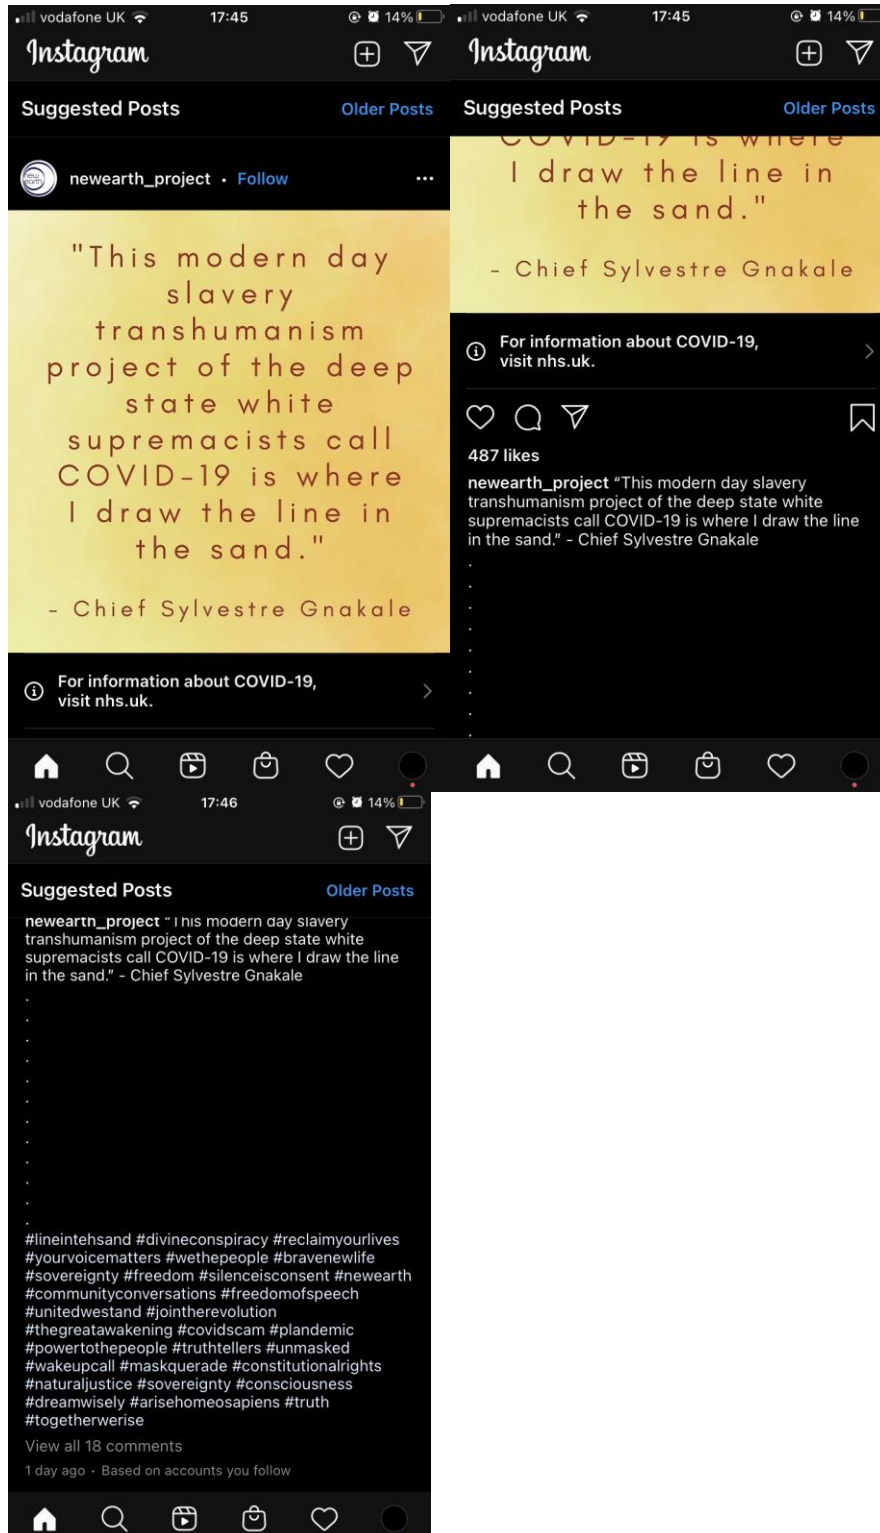 vodafone UK 17:45 14%
Instagram
Suggested Posts Older Posts
new earth
newearth_project • Follow
"This modern day
slavery
transhumanism
project of the deep
state white
supremacists call
COVID-19 is where
I draw the line in
the sand."
- Chief Sylvestre Gnakale
For information about COVID-19,
visit nhs.uk.
vodafone UK 17:45 14%
Instagram
Suggested Posts Older Posts
COVID-19 is where
I draw the line in
the sand."
- Chief Sylvestre Gnakale
For information about COVID-19,
visit nhs.uk.
487 likes
newearth_project “This modern day slavery
transhumanism project of the deep state white
supremacists call COVID-19 is where I draw the line
in the sand.” - Chief Sylvestre Gnakale
.
.
.
.
.
.
.
.
.
vodafone UK 17:46 14%
Instagram
Suggested Posts Older Posts
newearth_project “This modern day slavery
transhumanism project of the deep state white
supremacists call COVID-19 is where I draw the line
in the sand.” - Chief Sylvestre Gnakale
.
.
.
.
.
.
.
.
.
.
.
.
#lineintehsand #divineconspiracy #reclaimyourlives
#yourvoicematters #wethepeople #bravenewlife
#sovereignty #freedom #silenceisconsent #newearth
#communityconversations #freedomofspeech
#unitedwestand #jointherevolution
#thegreatawakening #covidscam #plandemic
#powertothepeople #truthtellers #unmasked
#wakeupcall #maskquerade #constitutionalrights
#naturaljustice #sovereignty #consciousness
#dreamwisely #arisehomeosapiens #truth
#togetherwerise
View all 18 comments
1 day ago • Based on accounts you follow